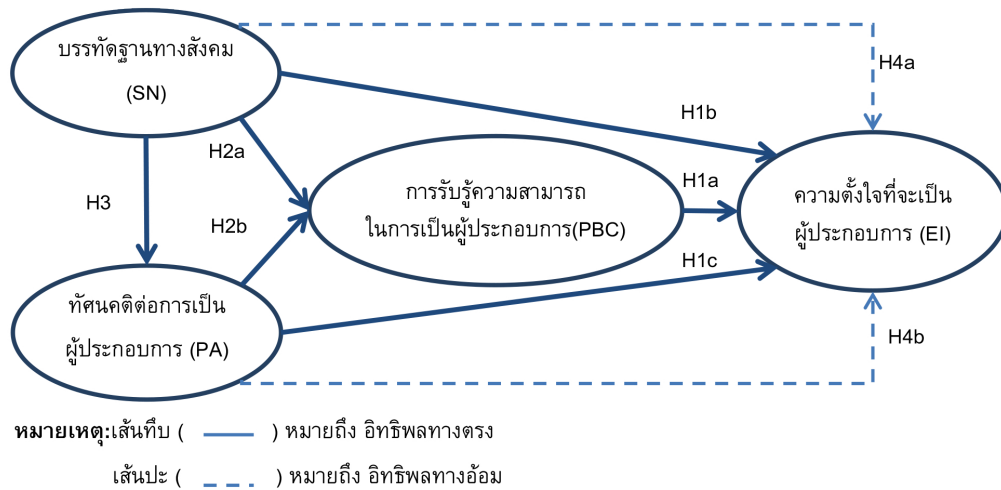 บรรทัดฐานทางสังคม
(SN)
H4a
H1b
H2a
การรับรู้ความสามารถ
ในการเป็นผู้ประกอบการ(PBC)
H1a
ความตั้งใจที่จะเป็น
ผู้ประกอบการ (EI)
H3
H2b
H1c
ทัศนคติต่อการเป็น
ผู้ประกอบการ (PA)
H4b
หมายเหตุ:เส้นทึบ ( ) หมายถึง อิทธิพลทางตรง
เส้นปะ ( ) หมายถึง อิทธิพลทางอ้อม